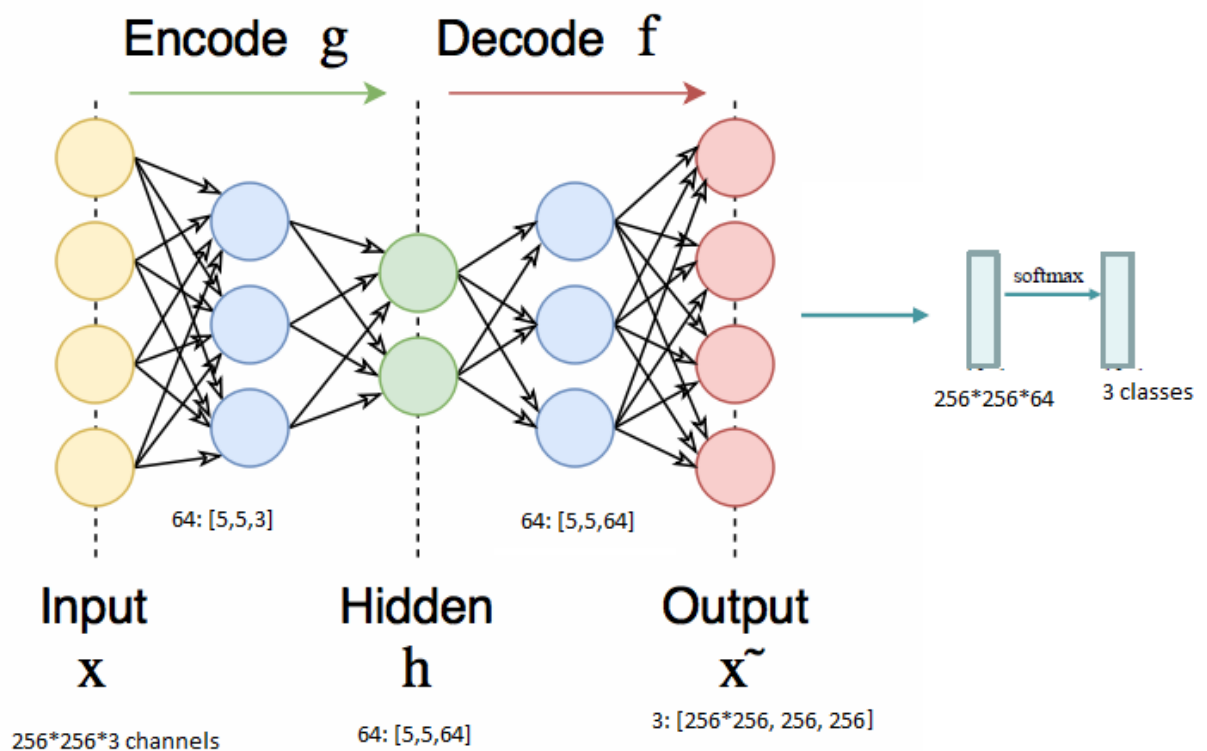 Encode g
Decode f
softmax
256*256*64
3 classes
64: [5,5,3]
64: [5,5,64]
Input
Hidden
Output
x
h
x~
256*256*3 channels
64: [5,5,64]
3: [256*256, 256, 256]